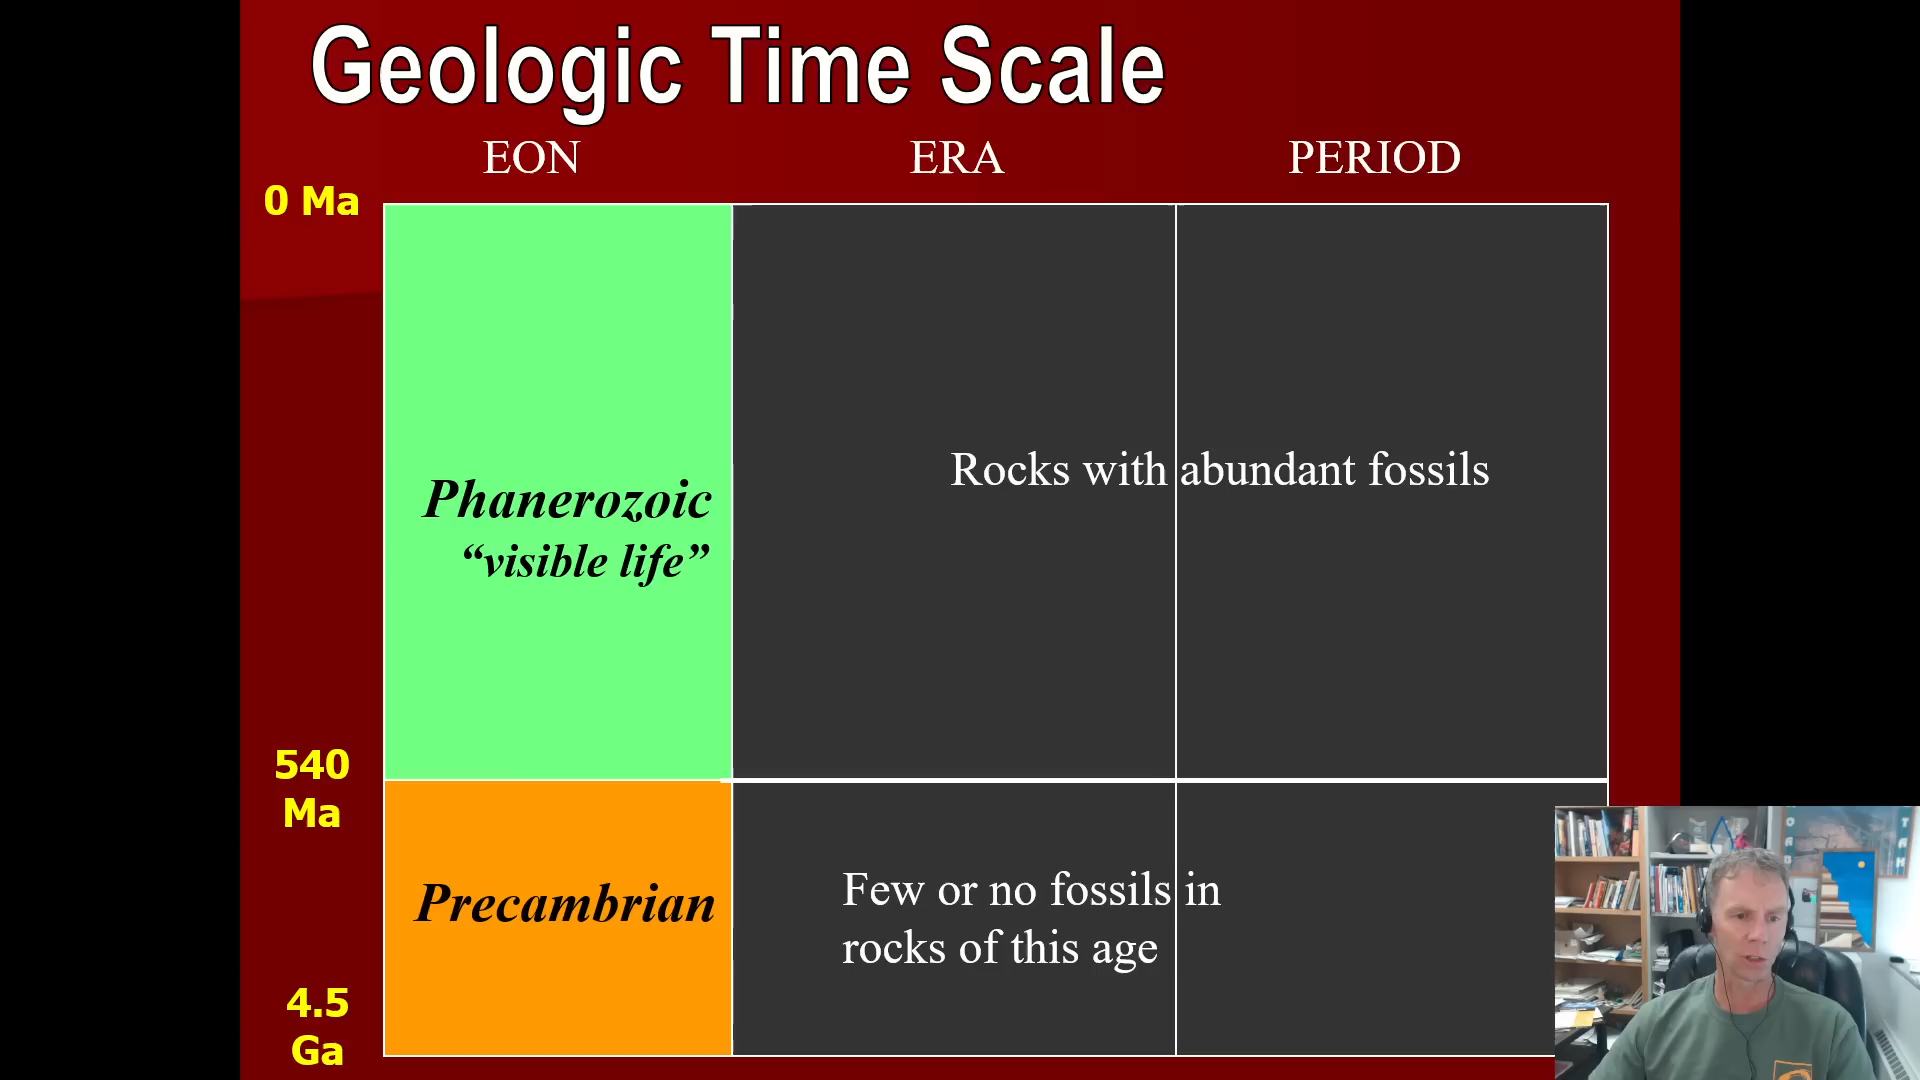 Geologic Time Scale
EON ERA PERIOD
0 Ma
Rocks with abundant fossils
Phanerozoic
“visible life”
540
Ma
Precambrian
Few or no fossils in
rocks of this age
4.5
Ga